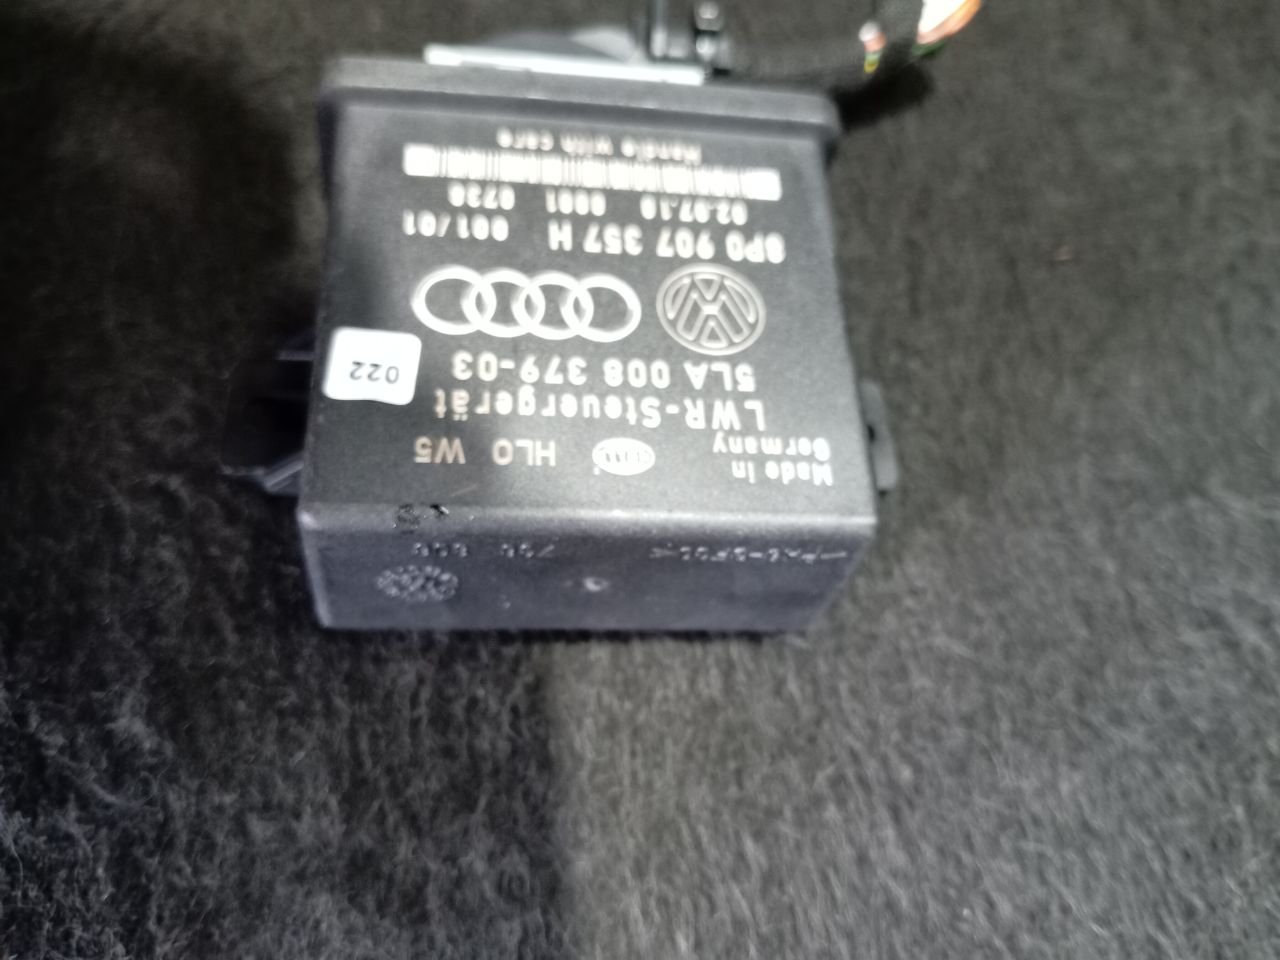 Made in
Germany
HLO W5
LWR-Steuergerät
5LA 008 379-03
022
8P0 907 357 H 001/01
02.07.10 0001 0730
Handle with care